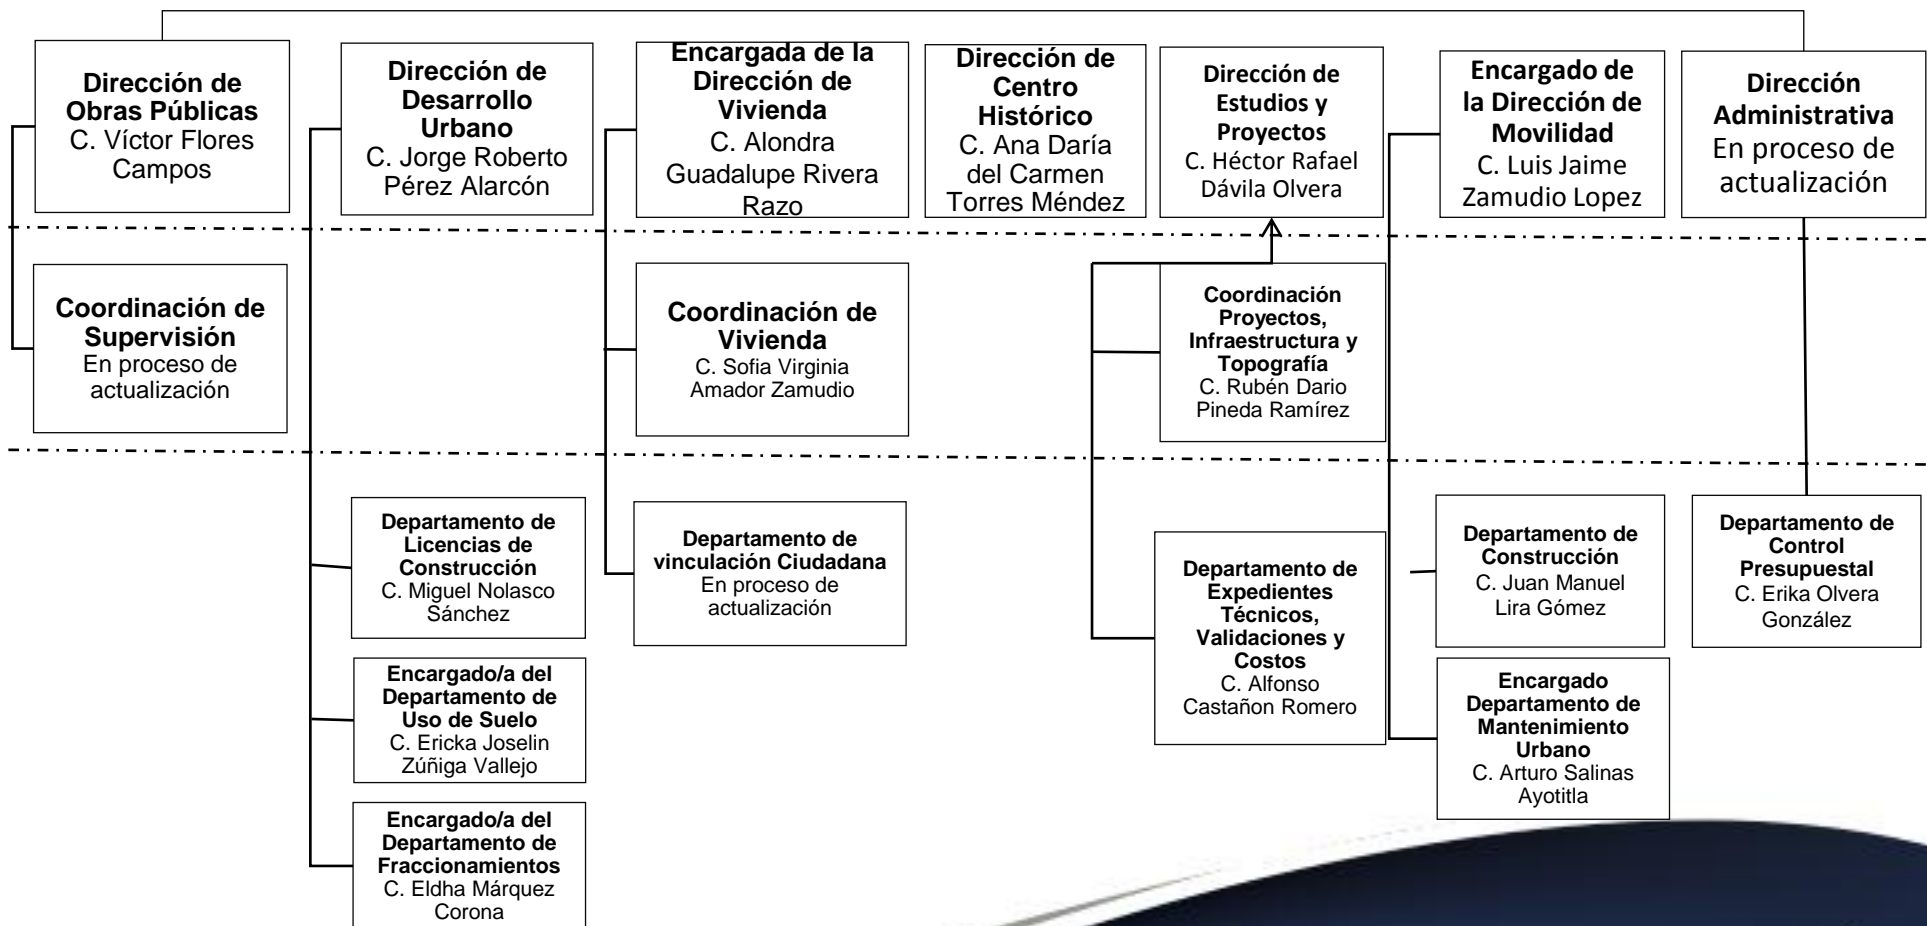 Dirección de
Obras Públicas
C. Víctor Flores
Campos
Dirección de
Desarrollo
Urbano
C. Jorge Roberto
Pérez Alarcón
Encargada de la
Dirección de
Vivienda
C. Alondra
Guadalupe Rivera
Razo
Dirección de
Centro
Histórico
C. Ana Daría
del Carmen
Torres Méndez
Dirección de
Estudios y
Proyectos
C. Héctor Rafael
Dávila Olvera
Encargado de
la Dirección de
Movilidad
C. Luis Jaime
Zamudio Lopez
Dirección
Administrativa
En proceso de
actualización
Coordinación de
Supervisión
En proceso de
actualización
Coordinación de
Vivienda
C. Sofia Virginia
Amador Zamudio
Coordinación
Proyectos,
Infraestructura y
Topografía
C. Rubén Dario
Pineda Ramírez
Departamento de
Licencias de
Construcción
C. Miguel Nolasco
Sánchez
Departamento de
vinculación Ciudadana
En proceso de
actualización
Departamento de
Expedientes
Técnicos,
Validaciones y
Costos
C. Alfonso
Castañon Romero
Departamento de
Construcción
C. Juan Manuel
Lira Gómez
Departamento de
Control
Presupuestal
C. Erika Olvera
González
Encargado/a del
Departamento de
Uso de Suelo
C. Ericka Joselin
Zúñiga Vallejo
Encargado
Departamento de
Mantenimiento
Urbano
C. Arturo Salinas
Ayotitla
Encargado/a del
Departamento de
Fraccionamientos
C. Eldha Márquez
Corona